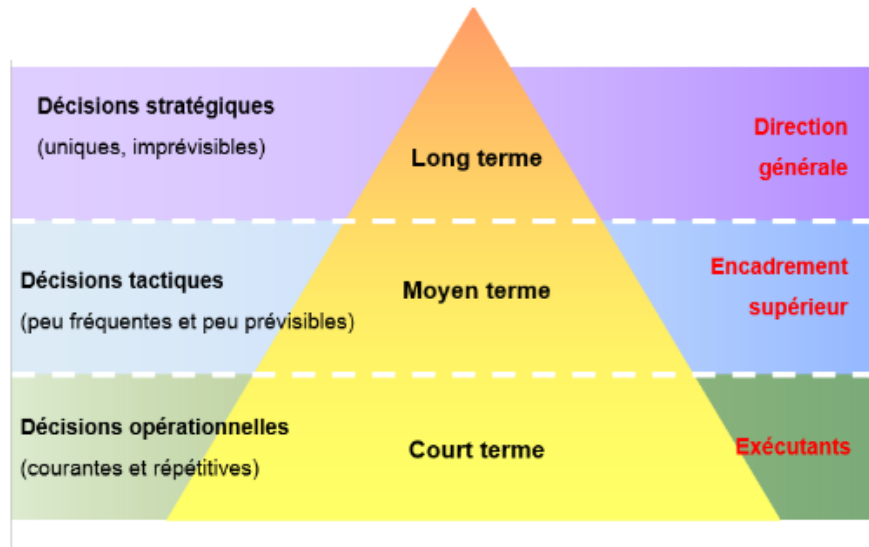 Décisions stratégiques
(uniques, imprévisibles)
Long terme
Direction
générale
Décisions tactiques
(peu fréquentes et peu prévisibles)
Moyen terme
Encadrement
supérieur
Décisions opérationnelles
(courantes et répétitives)
Court terme
Exécutants